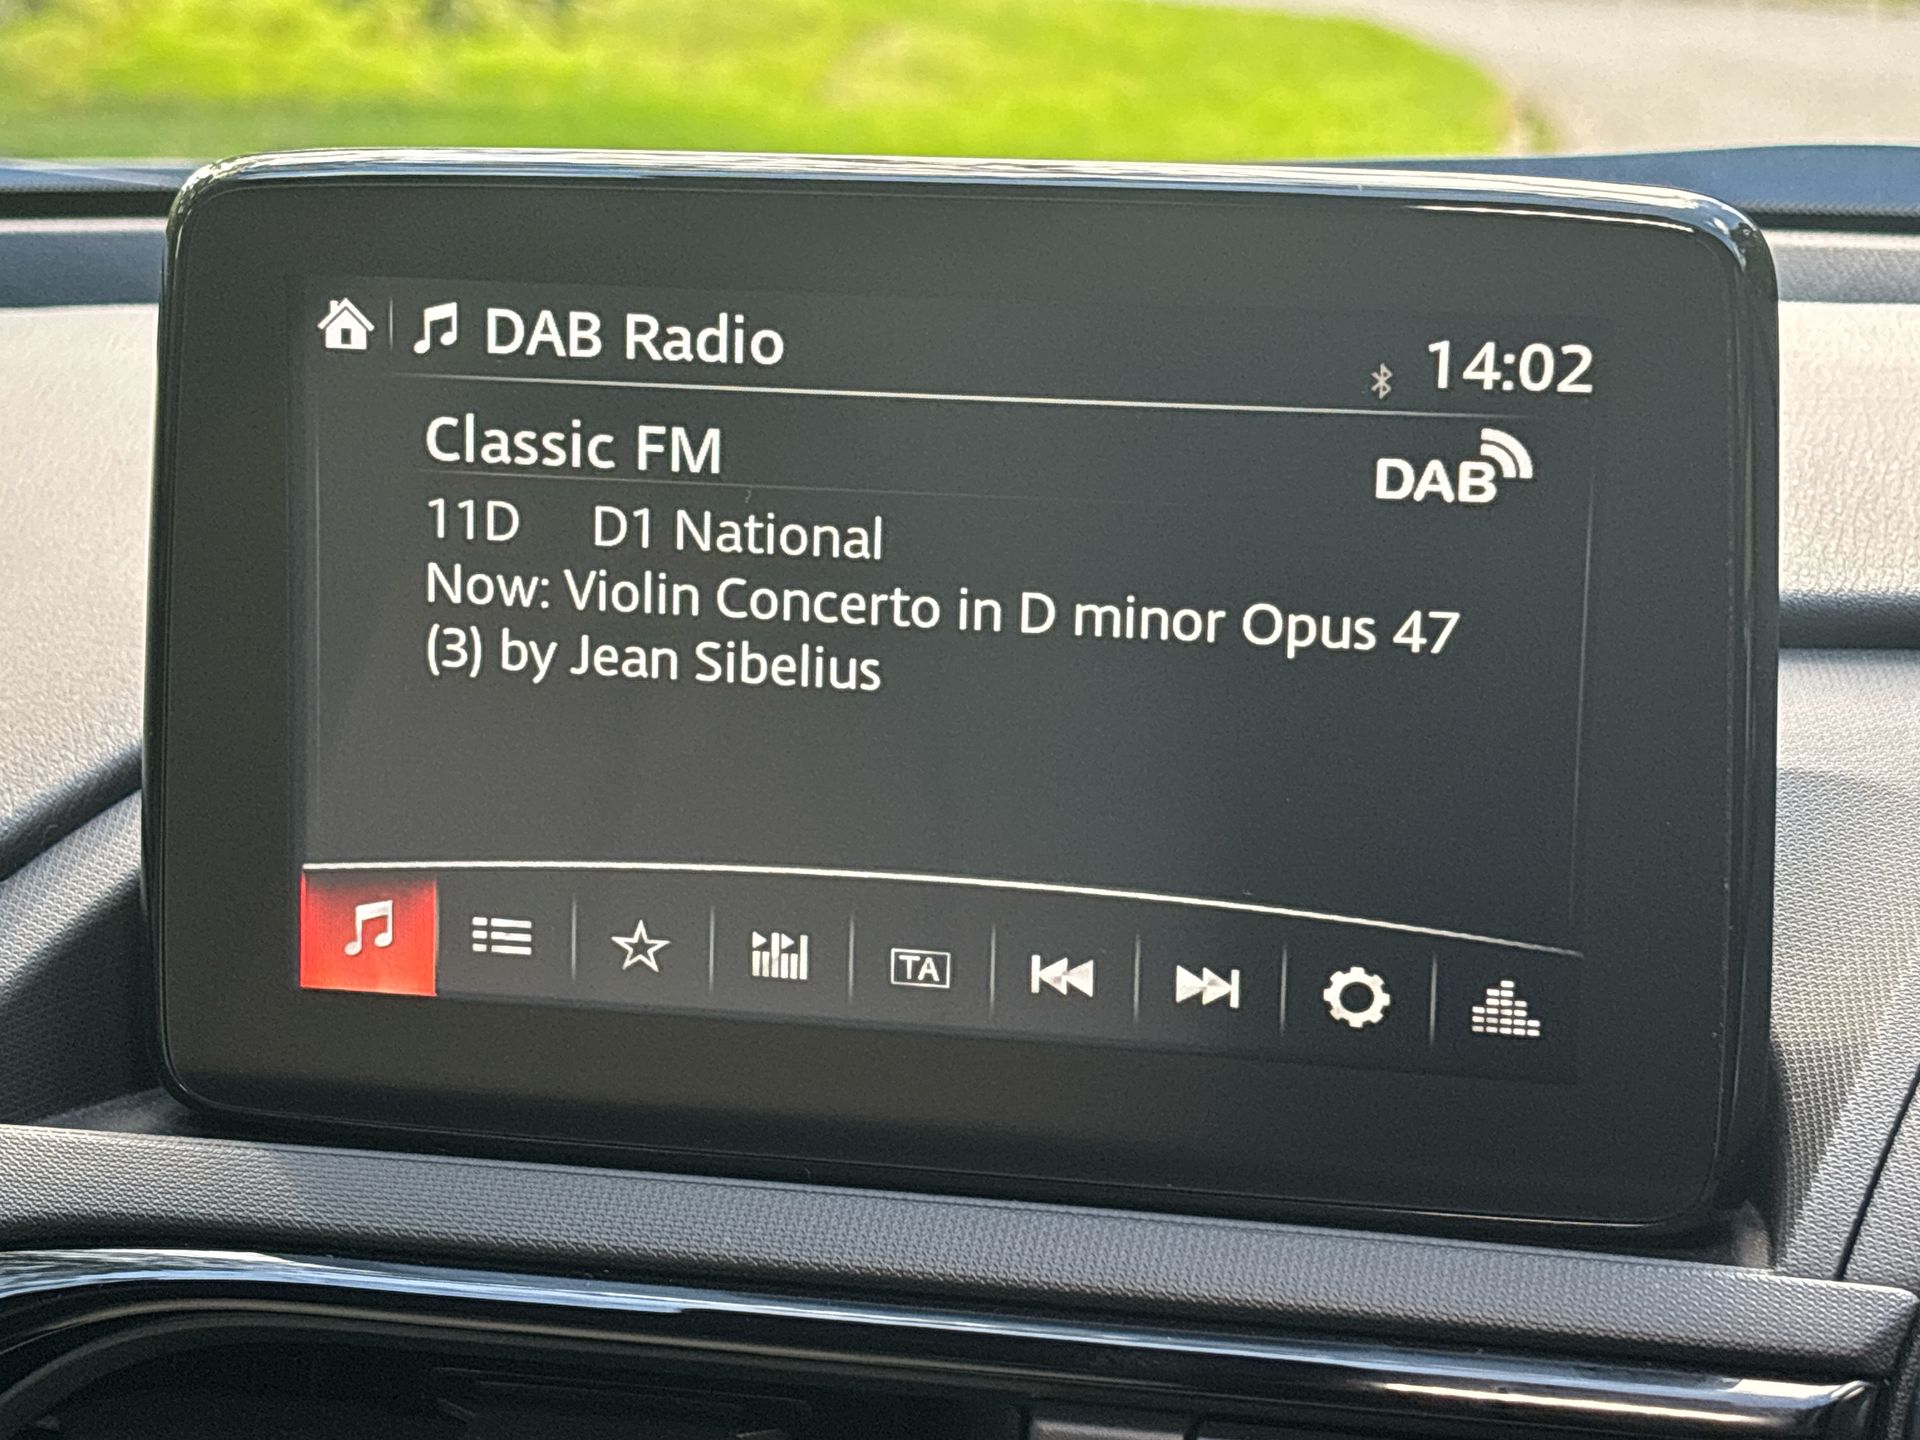 DAB Radio
14:02
Classic FM
DAB
11D D1 National
Now: Violin Concerto in D minor Opus 47
(3) by Jean Sibelius
TA